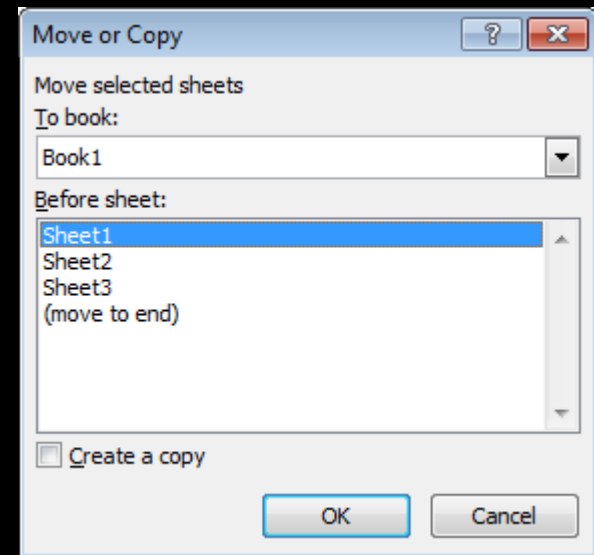 Move or Copy
Move selected sheets
To book:
Book1
Before sheet:
Sheet1
Sheet2
Sheet3
(move to end)
Create a copy
OK Cancel